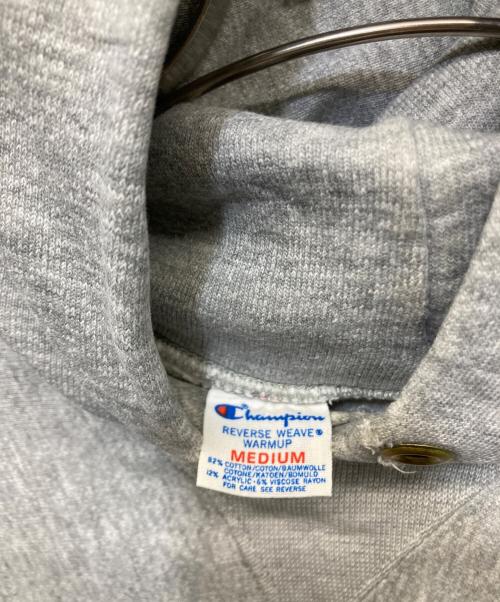 Champion
REVERSE WEAVE®
WARMUP
MEDIUM
82% COTTON/COTON/BAUMWOLLE
COTONE/KATOEN/BOMULD
12% ACRYLIC·6% VISCOSE RAYON
FOR CARE SEE REVERSE